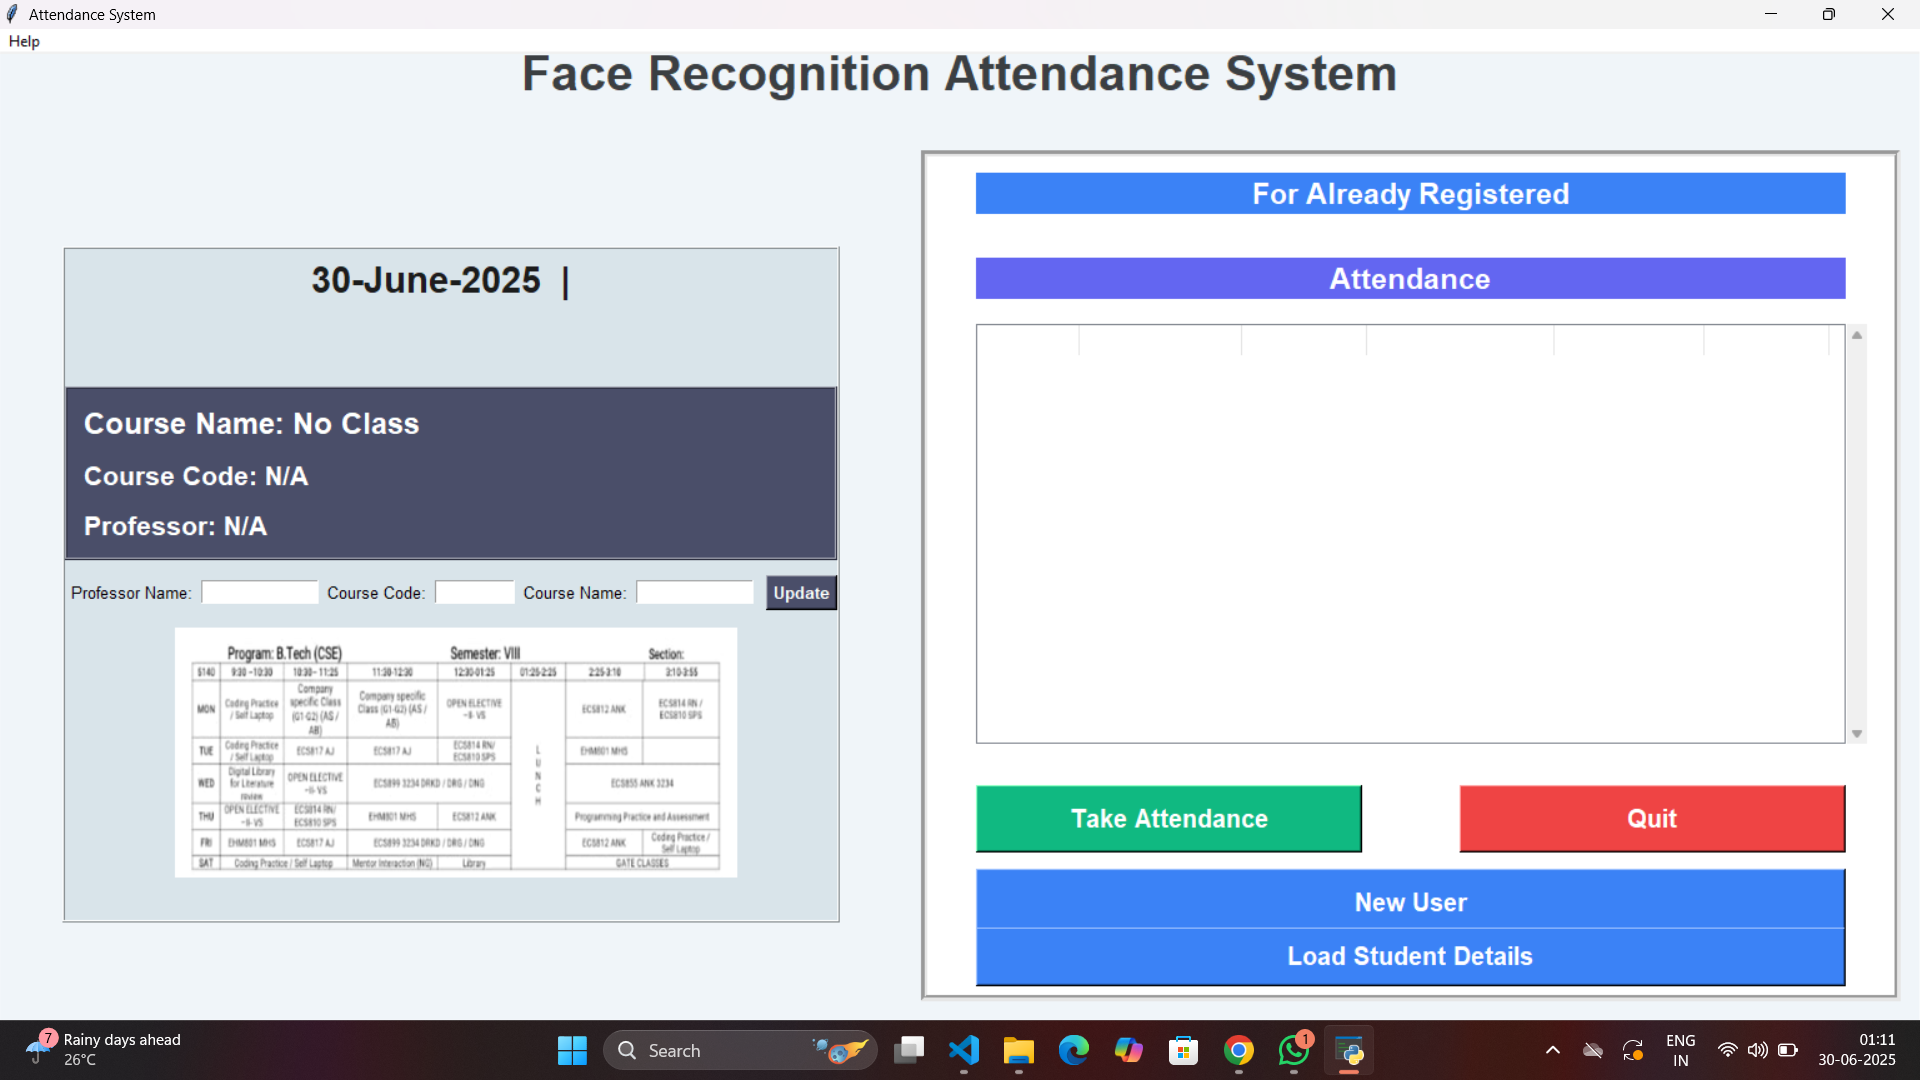 Attendance System
Help
Face Recognition Attendance System
30-June-2025 |
Course Name: No Class
Course Code: N/A
Professor: N/A
Professor Name: Course Code: Course Name: Update
Program: B.Tech (CSE) Semester: VIII Section:
S140 9:30 -10:30 10:30- 11:25 11:30-12:30 12:30-01:25 01:25-2:25 2:25-3:10 3:10-3:55
MON Coding Practice / Self Laptop Company specific Class (G1-G2) (AS / AB) Company specific Class (G1-G2) (AS / AB) OPEN ELECTIVE -II- VS ECS812 ANK ECS814 RN / ECS810 SPS
TUE Coding Practice / Self Laptop ECS817 AJ ECS817 AJ ECS814 RN/ ECS810 SPS EHM801 MHS
WED Digital Library for Literature review OPEN ELECTIVE -II- VS ECS899 3234 DRKD / DRG / DNG ECS855 ANK 3234
THU OPEN ELECTIVE -II- VS ECS814 RN/ ECS810 SPS EHM801 MHS ECS812 ANK Programming Practice and Assessment
FRI EHM801 MHS ECS817 AJ ECS899 3234 DRKD / DRG / DNG ECS812 ANK Coding Practice / Self Laptop
SAT Coding Practice / Self Laptop Mentor Interaction (NG) Library GATE CLASSES
LUNCH
For Already Registered
Attendance
Take Attendance
Quit
New User
Load Student Details
7
Rainy days ahead
26°C
Search
1
ENG
IN
01:11
30-06-2025